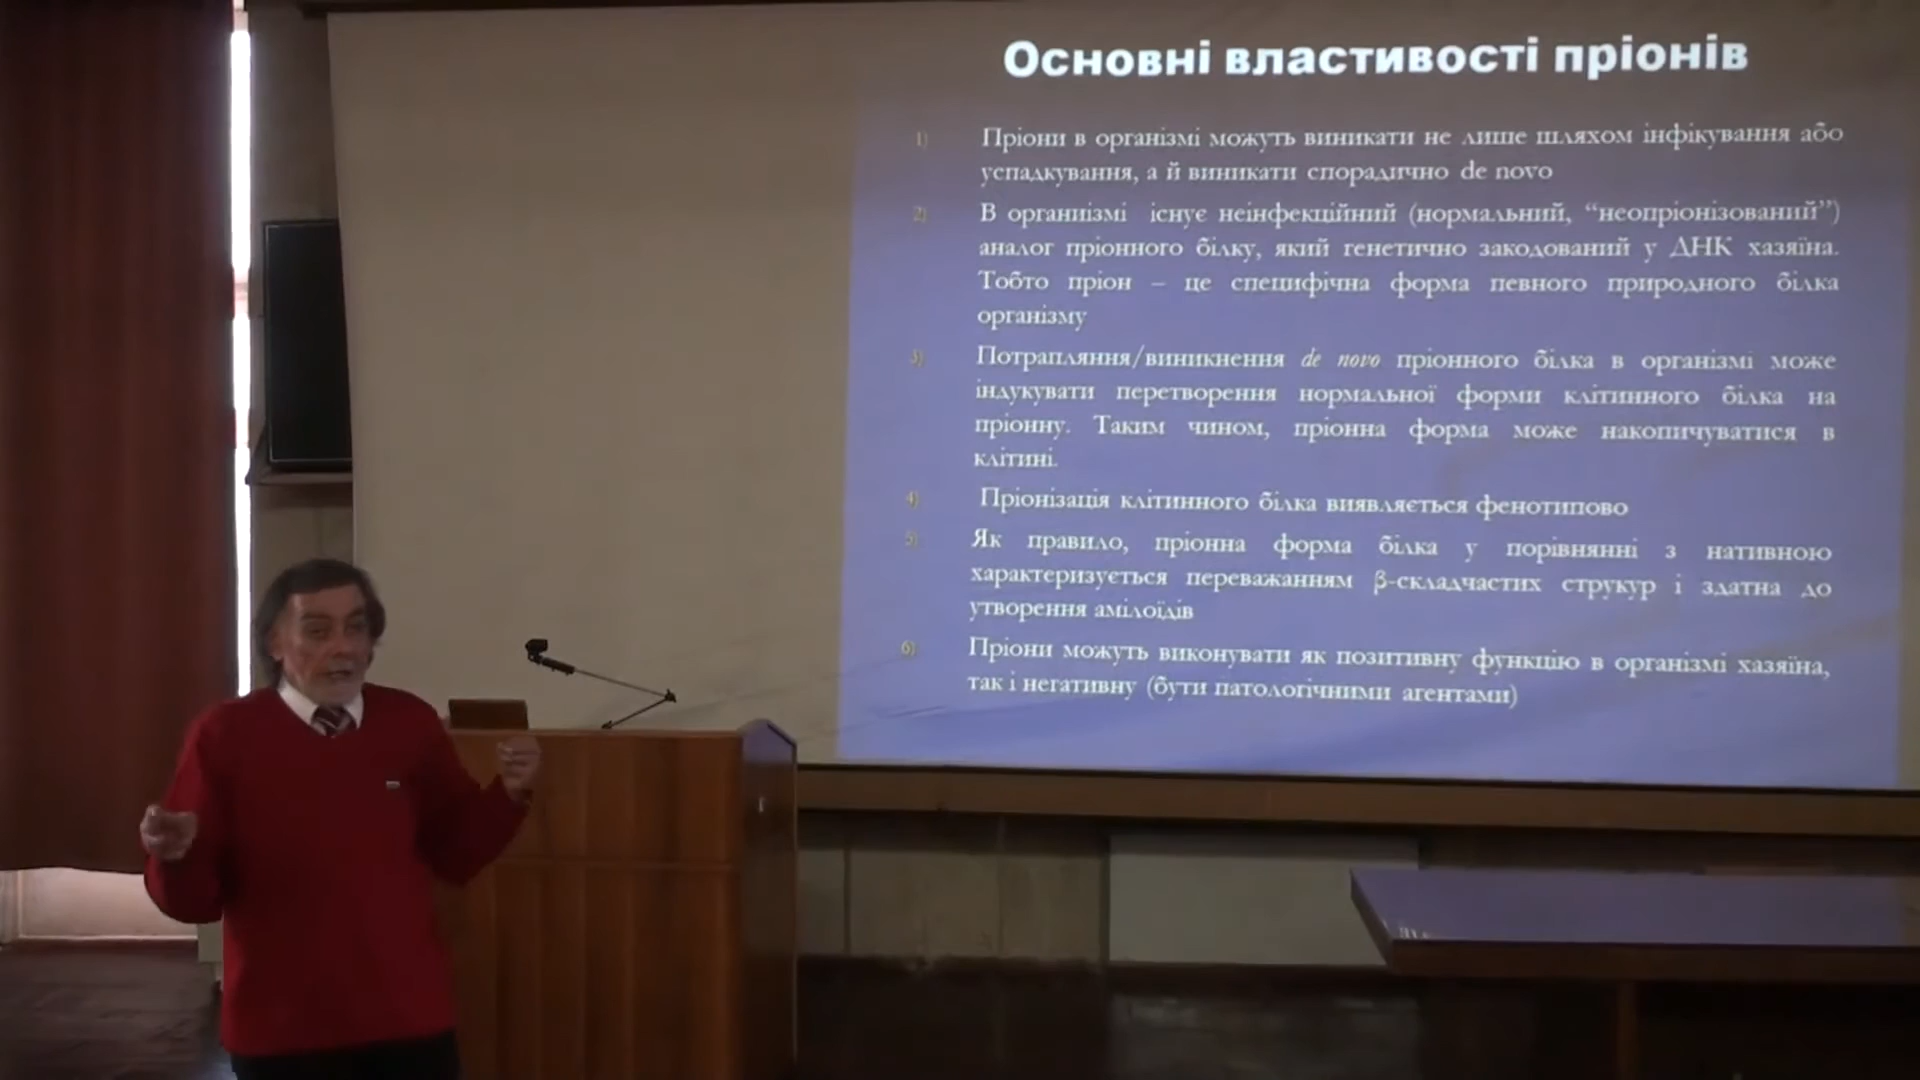 Основні властивості пріонів
1) Пріони в організмі можуть виникати не лише шляхом інфікування або
успадкування, а й виникати спорадично de novo
2) В органиізмі існує неінфекційний (нормальний, “неопріонізований”)
аналог пріонного білку, який генетично закодований у ДНК хазяїна.
Тобто пріон – це специфічна форма певного природного білка
організму
3) Потрапляння/виникнення de novo пріонного білка в організмі може
індукувати перетворення нормальної форми клітинного білка на
пріонну. Таким чином, пріонна форма може накопичуватися в
клітині.
4) Пріонізація клітинного білка виявляється фенотипово
5) Як правило, пріонна форма білка у порівнянні з нативною
характеризується переважанням β-складчастих струкур і здатна до
утворення амілоїдів
6) Пріони можуть виконувати як позитивну функцію в організмі хазяїна,
так і негативну (бути патологічними агентами)